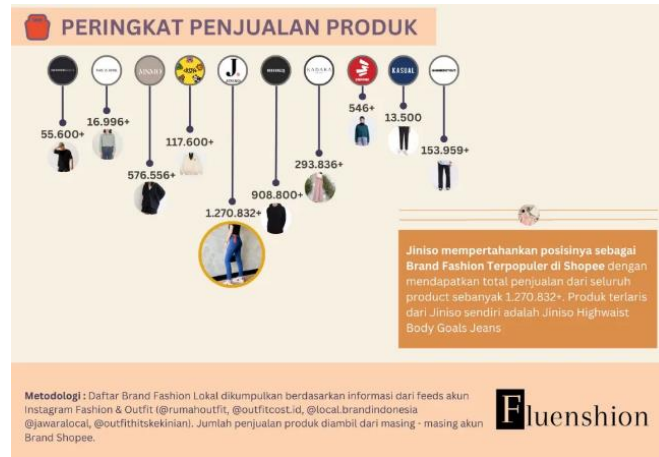 PERINGKAT PENJUALAN PRODUK
J.
KASUAL
546+
16.996+
13.500
55.600+
117.600+
153.959+
293.836+
576.556+
908.800+
1.270.832+
Jiniso mempertahankan posisinya sebagai
Brand Fashion Terpopuler di Shopee dengan
mendapatkan total penjualan dari seluruh
product sebanyak 1.270.832+. Produk terlaris
dari Jiniso sendiri adalah Jiniso Highwaist
Body Goals Jeans
Metodologi : Daftar Brand Fashion Lokal dikumpulkan berdasarkan informasi dari feeds akun
Instagram Fashion & Outfit (@rumahoutfit, @outfitcost.id, @local.brandindonesia
@jawaralocal, @outfithitskekinian). Jumlah penjualan produk diambil dari masing - masing akun
Brand Shopee.
Fluenshion